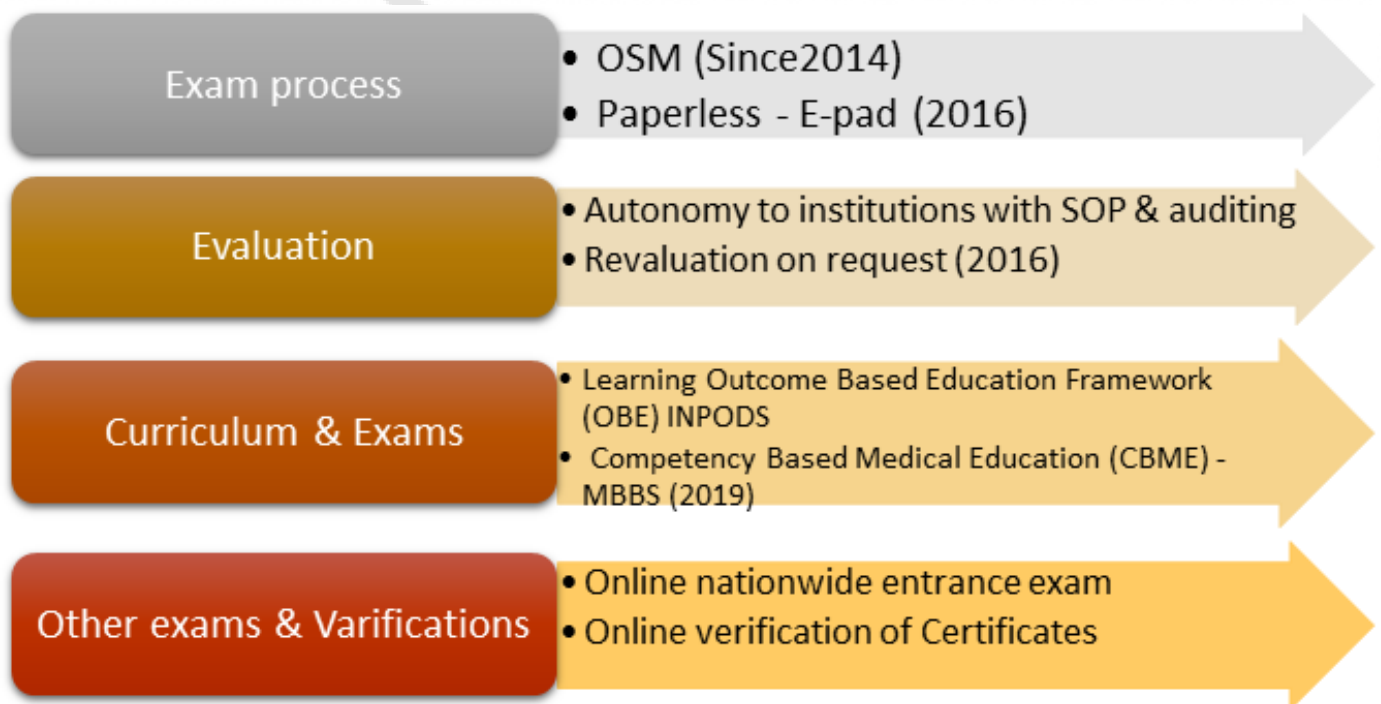 Exam process
• OSM (Since2014)
• Paperless - E-pad (2016)
Evaluation
• Autonomy to institutions with SOP & auditing
• Revaluation on request (2016)
Curriculum & Exams
• Learning Outcome Based Education Framework
(OBE) INPODS
• Competency Based Medical Education (CBME) -
MBBS (2019)
Other exams & Varifications
• Online nationwide entrance exam
• Online verification of Certificates